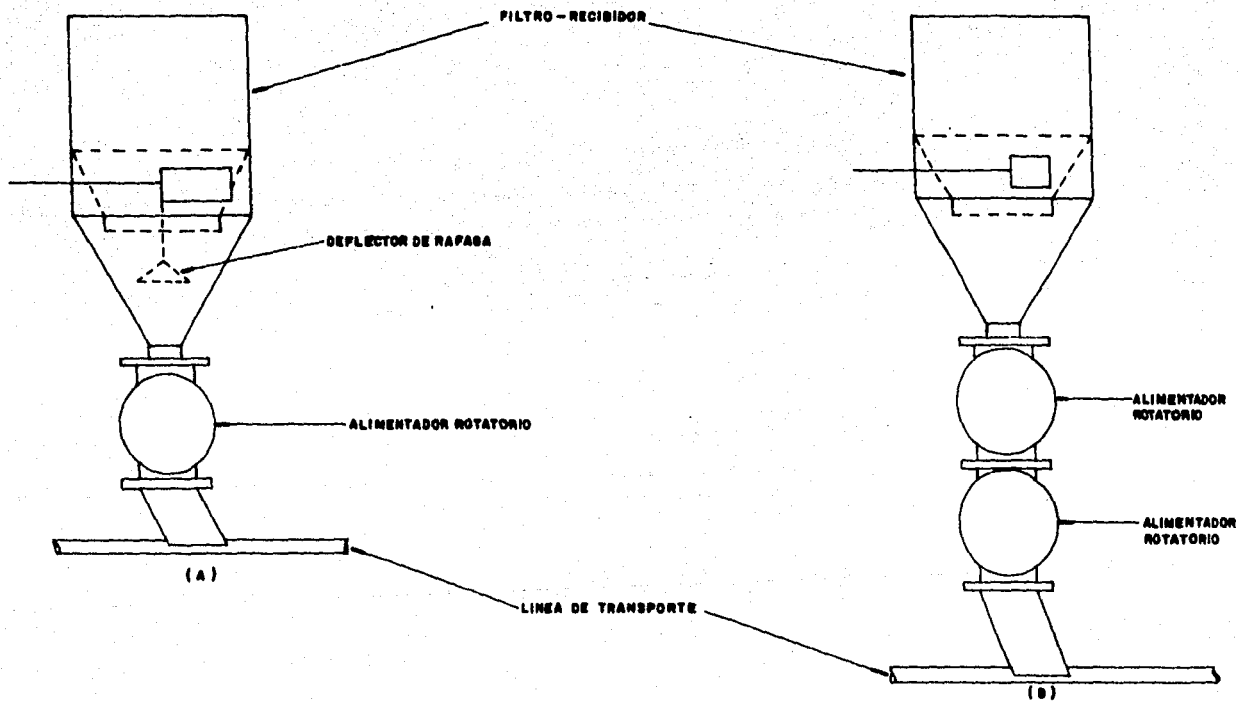 FILTRO-RECIBIDOR
DEFLECTOR DE RAFAGA
ALIMENTADOR ROTATORIO
ALIMENTADOR
ROTATORIO
ALIMENTADOR
ROTATORIO
(A)
LINEA DE TRANSPORTE
(B)